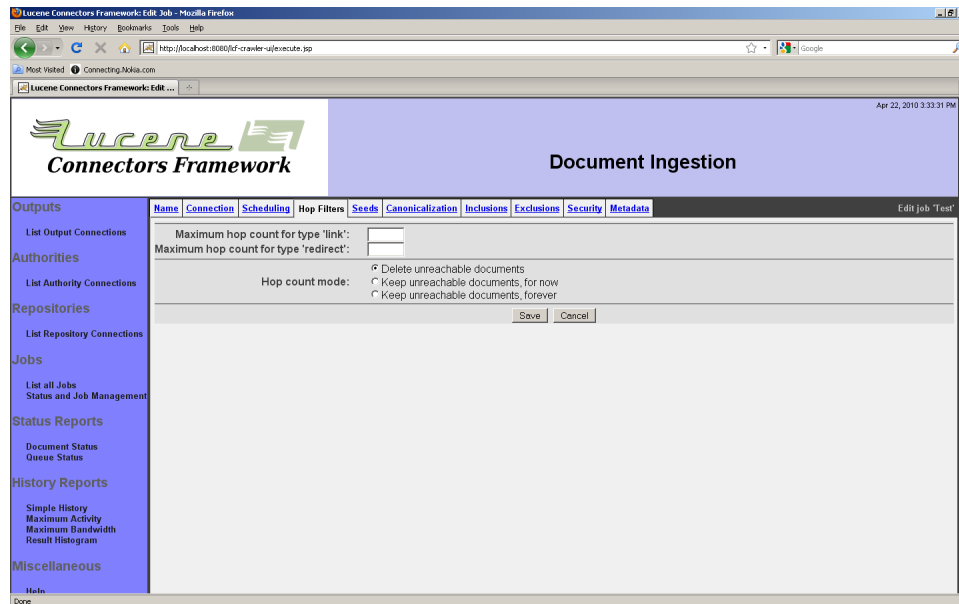 Lucene Connectors Framework: Edit Job - Mozilla Firefox
File Edit View History Bookmarks Tools Help
http://localhost:8080/lcf-crawler-ui/execute.jsp
Google
Most Visited Connecting.Nokia.com
Lucene Connectors Framework: Edit ...
Apr 22, 2010 3:33:31 PM
Lucene
Connectors Framework
Document Ingestion
Outputs
List Output Connections
Authorities
List Authority Connections
Repositories
List Repository Connections
Jobs
List all Jobs
Status and Job Management
Status Reports
Document Status
Queue Status
History Reports
Simple History
Maximum Activity
Maximum Bandwidth
Result Histogram
Miscellaneous
Help
Name Connection Scheduling Hop Filters Seeds Canonicalization Inclusions Exclusions Security Metadata Edit job 'Test'
Maximum hop count for type 'link':
Maximum hop count for type 'redirect':
Hop count mode:
Delete unreachable documents
Keep unreachable documents, for now
Keep unreachable documents, forever
Save Cancel
Done